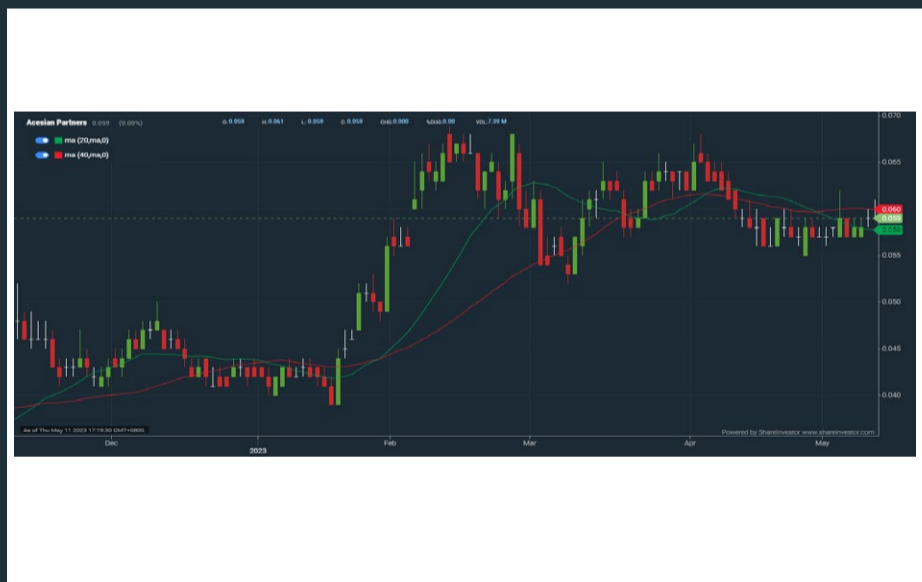 Acesian Partners 0.059 (0.00%) O: 0.059 H: 0.061 L: 0.059 C: 0.059 CHG: 0.000 %CHG: 0.00 VOL: 7.09 M
ma (20,ma,0)
ma (40,ma,0)
0.070
0.065
0.060
0.059
0.058
0.055
0.050
0.045
0.040
As of Thu May 11 2023 17:19:30 GMT+0800
Powered by ShareInvestor www.shareinvestor.com
Dec Feb Mar Apr May
2023